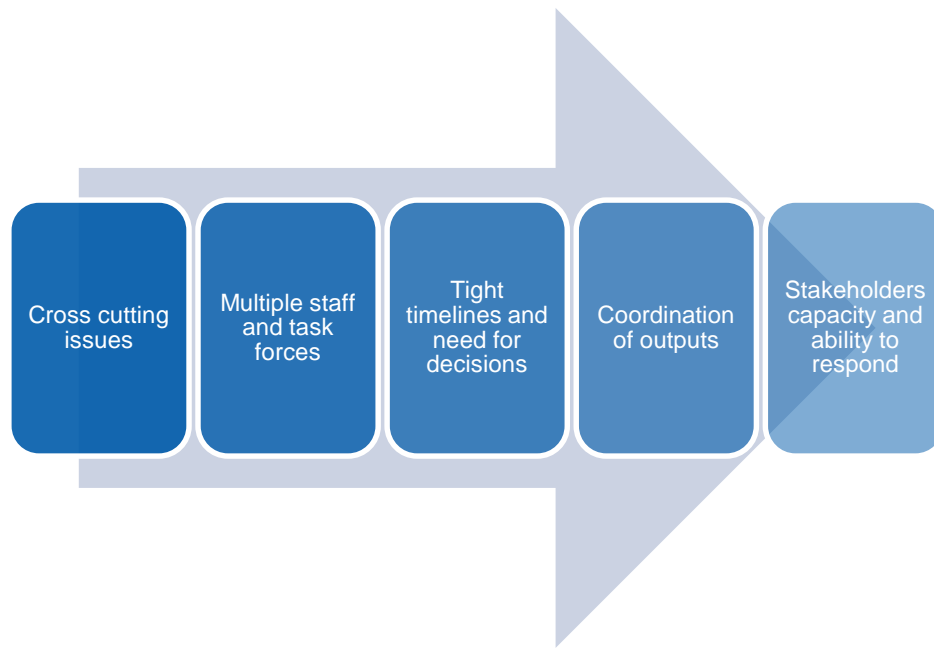 Cross cutting
issues
Multiple staff
and task
forces
Tight
timelines and
need for
decisions
Coordination
of outputs
Stakeholders
capacity and
ability to
respond